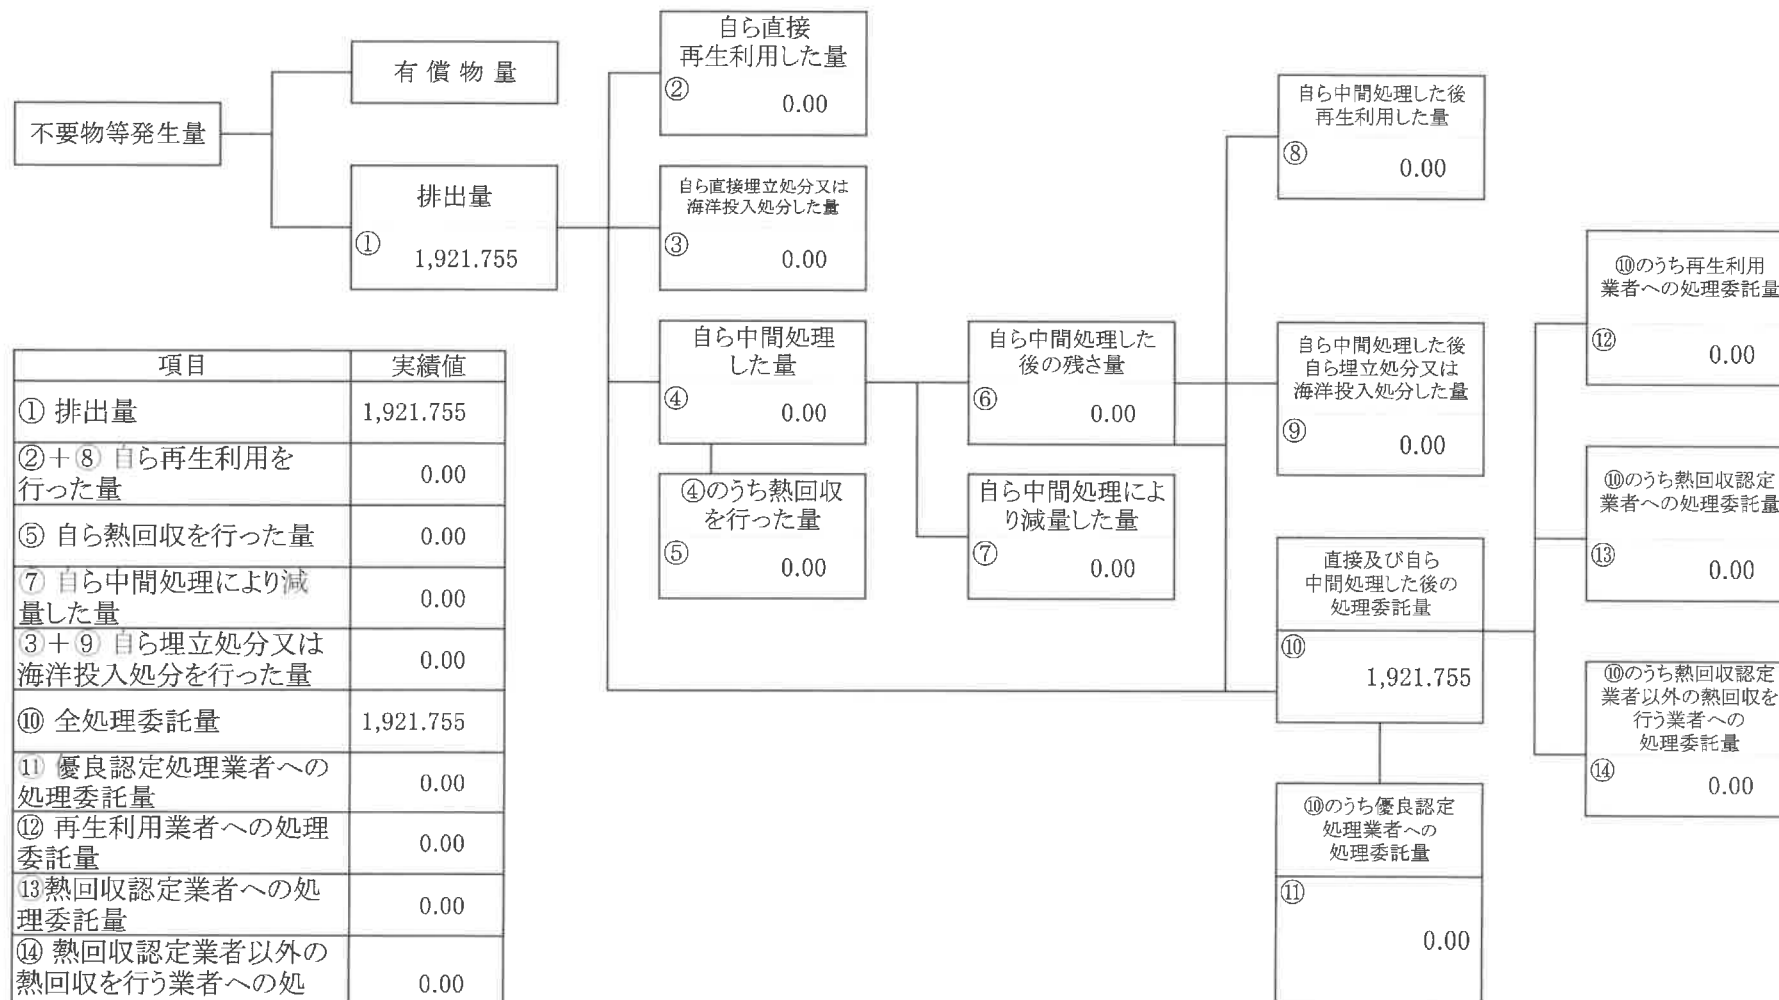 不要物等発生量
有償物量
排出量
①
1,921.755
自ら直接
再生利用した量
②
0.00
自ら直接埋立処分又は
海洋投入処分した量
③
0.00
自ら中間処理
した量
④
0.00
④のうち熱回収
を行った量
⑤
0.00
自ら中間処理した
後の残さ量
⑥
0.00
自ら中間処理によ
り減量した量
⑦
0.00
自ら中間処理した後
再生利用した量
⑧
0.00
自ら中間処理した後
自ら埋立処分又は
海洋投入処分した量
⑨
0.00
直接及び自ら
中間処理した後の
処理委託量
⑩
1,921.755
⑩のうち優良認定
処理業者への
処理委託量
⑪
0.00
⑩のうち再生利用
業者への処理委託量
⑫
0.00
⑩のうち熱回収認定
業者への処理委託量
⑬
0.00
⑩のうち熱回収認定
業者以外の熱回収を
行う業者への
処理委託量
⑭
0.00
項目 実績値
① 排出量 1,921.755
②+⑧ 自ら再生利用を
行った量 0.00
⑤ 自ら熱回収を行った量 0.00
⑦ 自ら中間処理により減
量した量 0.00
③+⑨ 自ら埋立処分又は
海洋投入処分を行った量 0.00
⑩ 全処理委託量 1,921.755
⑪ 優良認定処理業者への
処理委託量 0.00
⑫ 再生利用業者への処理
委託量 0.00
⑬熱回収認定業者への処
理委託量 0.00
⑭ 熱回収認定業者以外の
熱回収を行う業者への処 0.00